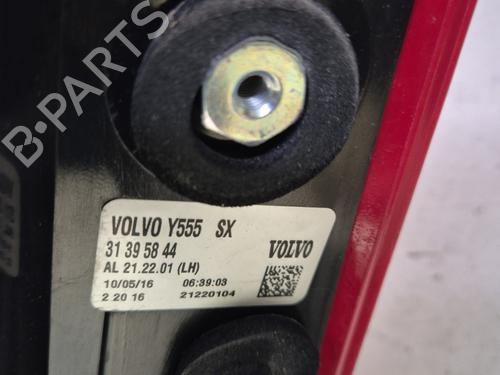 B-PARTS
VOLVO Y555 SX
31 39 58 44 VOLVO
AL 21.22.01 (LH)
10/05/16 06:39:03
2 20 16 21220104